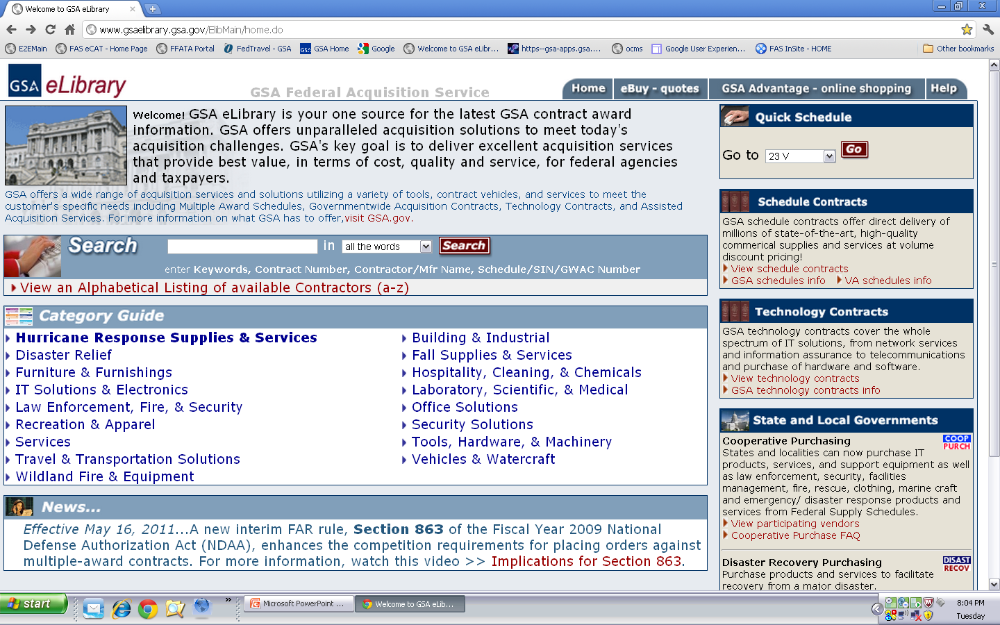 Welcome to GSA eLibrary
www.gsaelibrary.gsa.gov/ElibMain/home.do
E2EMain
FAS eCAT - Home Page
FFATA Portal
FedTravel - GSA
GSA Home
Google
Welcome to GSA eLibr...
https--gsa-apps.gsa....
ocms
Google User Experien...
FAS InSite - HOME
Other bookmarks
GSA eLibrary
GSA Federal Acquisition Service
Home
eBuy - quotes
GSA Advantage - online shopping
Help
Welcome! GSA eLibrary is your one source for the latest GSA contract award
information. GSA offers unparalleled acquisition solutions to meet today's
acquisition challenges. GSA's key goal is to deliver excellent acquisition services
that provide best value, in terms of cost, quality and service, for federal agencies
and taxpayers.
GSA offers a wide range of acquisition services and solutions utilizing a variety of tools, contract vehicles, and services to meet the
customer's specific needs including Multiple Award Schedules, Governmentwide Acquisition Contracts, Technology Contracts, and Assisted
Acquisition Services. For more information on what GSA has to offer,visit GSA.gov.
Search
in
all the words
Search
enter Keywords, Contract Number, Contractor/Mfr Name, Schedule/SIN/GWAC Number
View an Alphabetical Listing of available Contractors (a-z)
Category Guide
Hurricane Response Supplies & Services
Disaster Relief
Furniture & Furnishings
IT Solutions & Electronics
Law Enforcement, Fire, & Security
Recreation & Apparel
Services
Travel & Transportation Solutions
Wildland Fire & Equipment
Building & Industrial
Fall Supplies & Services
Hospitality, Cleaning, & Chemicals
Laboratory, Scientific, & Medical
Office Solutions
Security Solutions
Tools, Hardware, & Machinery
Vehicles & Watercraft
News...
Effective May 16, 2011...A new interim FAR rule, Section 863 of the Fiscal Year 2009 National
Defense Authorization Act (NDAA), enhances the competition requirements for placing orders against
multiple-award contracts. For more information, watch this video >> Implications for Section 863.
Quick Schedule
Go to
23 V
Go
Schedule Contracts
GSA schedule contracts offer direct delivery of
millions of state-of-the-art, high-quality
commerical supplies and services at volume
discount pricing!
View schedule contracts
GSA schedules info
VA schedules info
Technology Contracts
GSA technology contracts cover the whole
spectrum of IT solutions, from network services
and information assurance to telecommunications
and purchase of hardware and software.
View technology contracts
GSA technology contracts info
State and Local Governments
Cooperative Purchasing
COOP
PURCH
States and localities can now purchase IT
products, services, and support equipment as well
as law enforcement, security, facilities
management, fire, rescue, clothing, marine craft
and emergency/ disaster response products and
services from Federal Supply Schedules.
View participating vendors
Cooperative Purchase FAQ
Disaster Recovery Purchasing
DISAST
RECOV
Purchase products and services to facilitate
recovery from a major disaster.
start
Microsoft PowerPoint ...
Welcome to GSA eLib...
8:04 PM
Tuesday